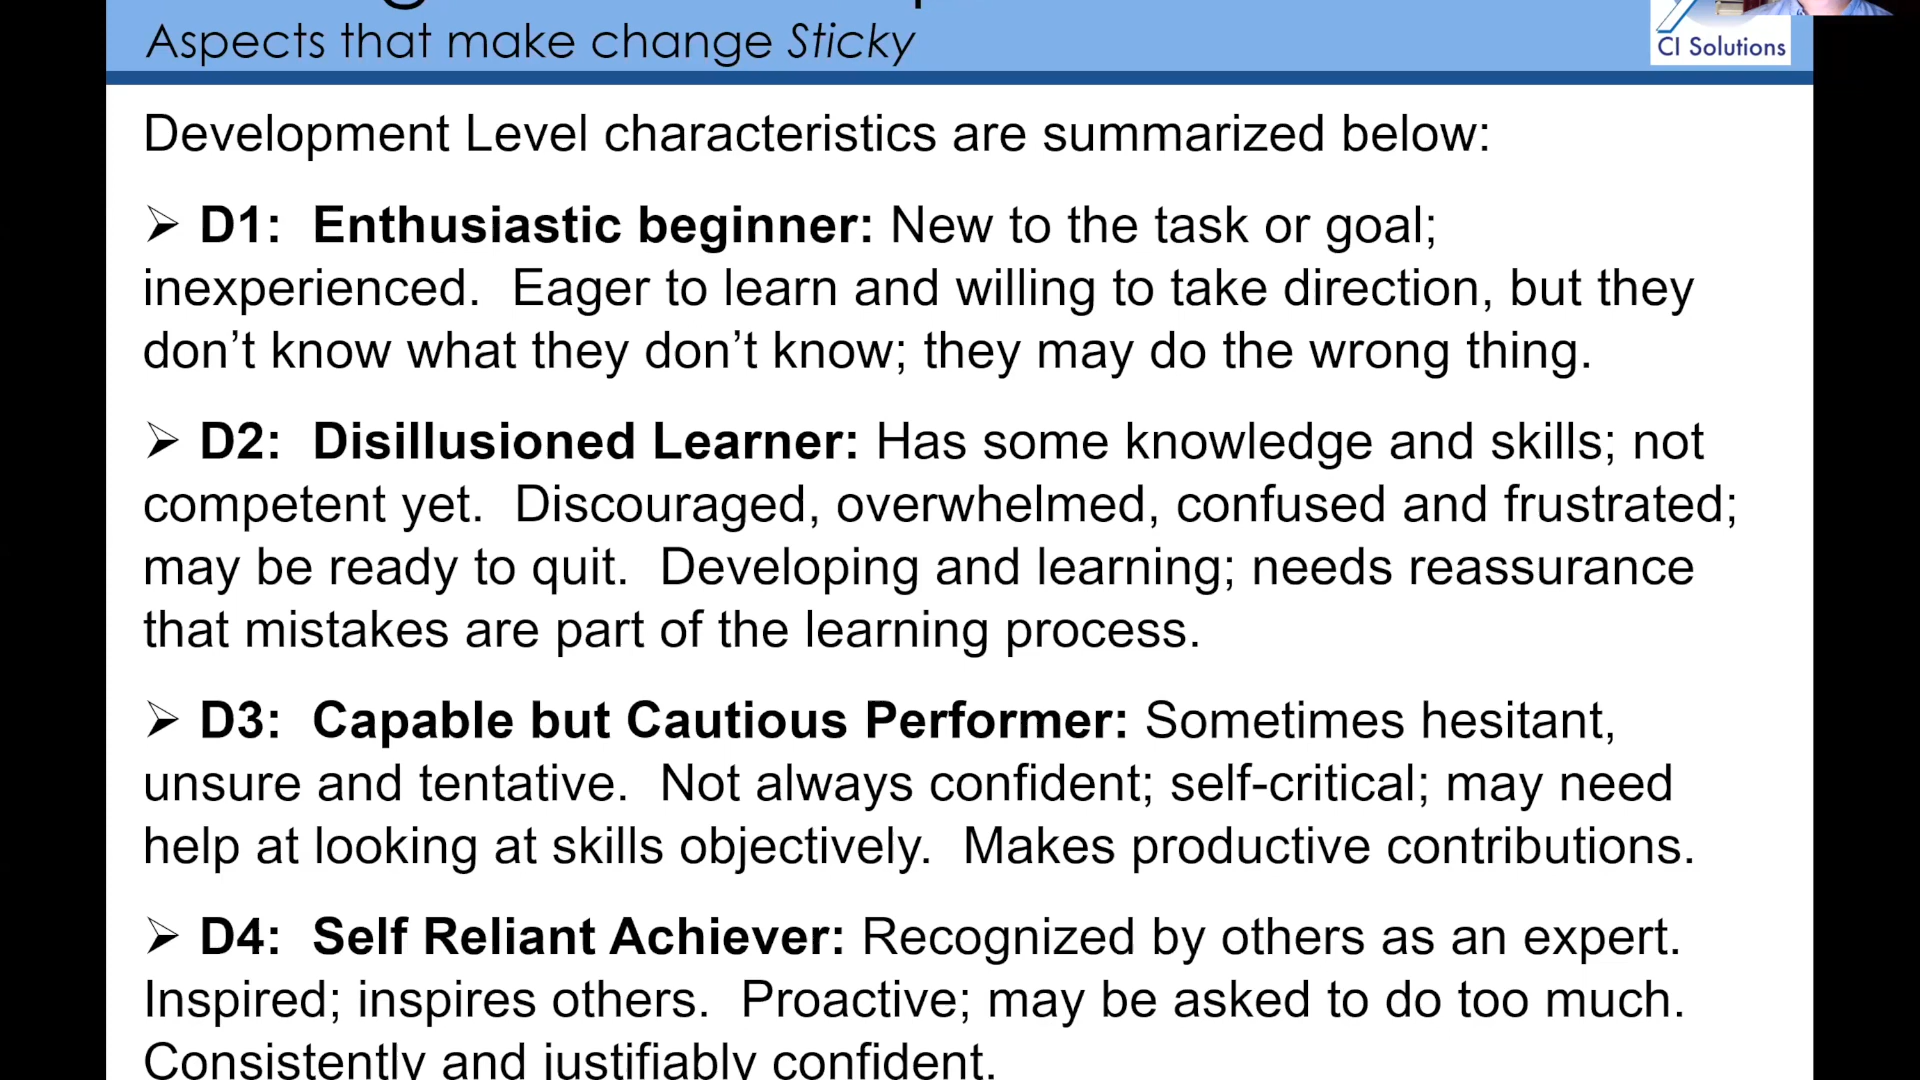 Aspects that make change Sticky
CI Solutions
Development Level characteristics are summarized below:
➢ D1: Enthusiastic beginner: New to the task or goal;
inexperienced. Eager to learn and willing to take direction, but they
don’t know what they don’t know; they may do the wrong thing.
➢ D2: Disillusioned Learner: Has some knowledge and skills; not
competent yet. Discouraged, overwhelmed, confused and frustrated;
may be ready to quit. Developing and learning; needs reassurance
that mistakes are part of the learning process.
➢ D3: Capable but Cautious Performer: Sometimes hesitant,
unsure and tentative. Not always confident; self-critical; may need
help at looking at skills objectively. Makes productive contributions.
➢ D4: Self Reliant Achiever: Recognized by others as an expert.
Inspired; inspires others. Proactive; may be asked to do too much.
Consistently and justifiably confident.